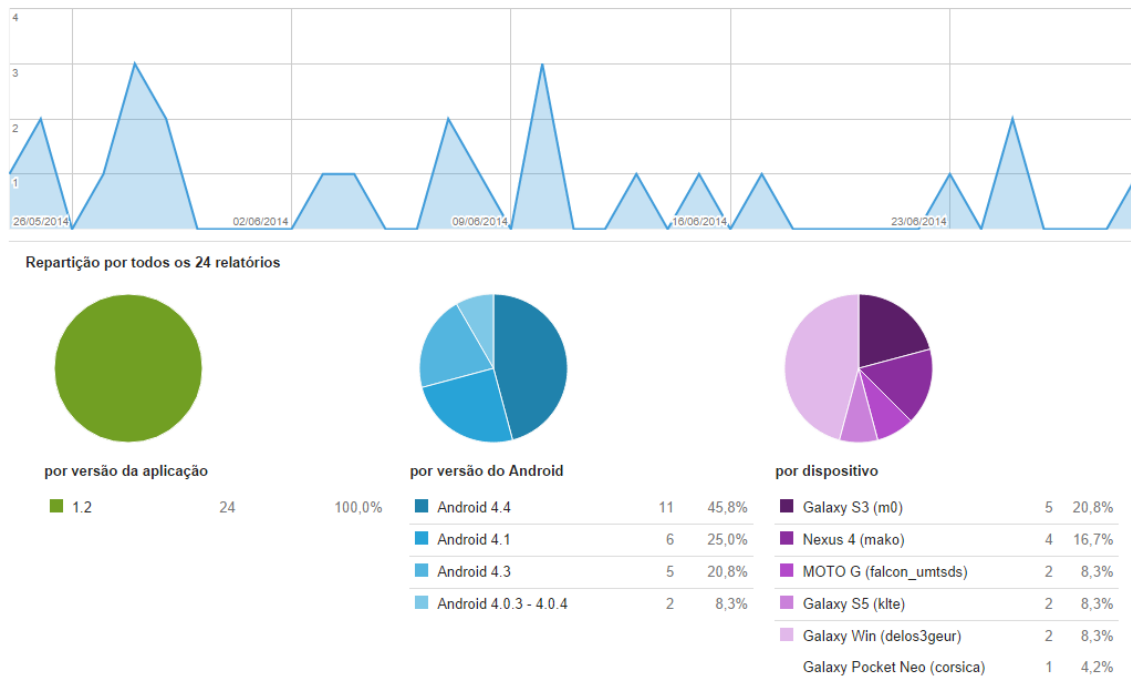 4
3
2
1
26/05/2014 02/06/2014 09/06/2014 16/06/2014 23/06/2014
Repartição por todos os 24 relatórios
por versão da aplicação
1.2 24 100,0%
por versão do Android
Android 4.4 11 45,8%
Android 4.1 6 25,0%
Android 4.3 5 20,8%
Android 4.0.3 - 4.0.4 2 8,3%
por dispositivo
Galaxy S3 (m0) 5 20,8%
Nexus 4 (mako) 4 16,7%
MOTO G (falcon_umtsds) 2 8,3%
Galaxy S5 (klte) 2 8,3%
Galaxy Win (delos3geur) 2 8,3%
Galaxy Pocket Neo (corsica) 1 4,2%